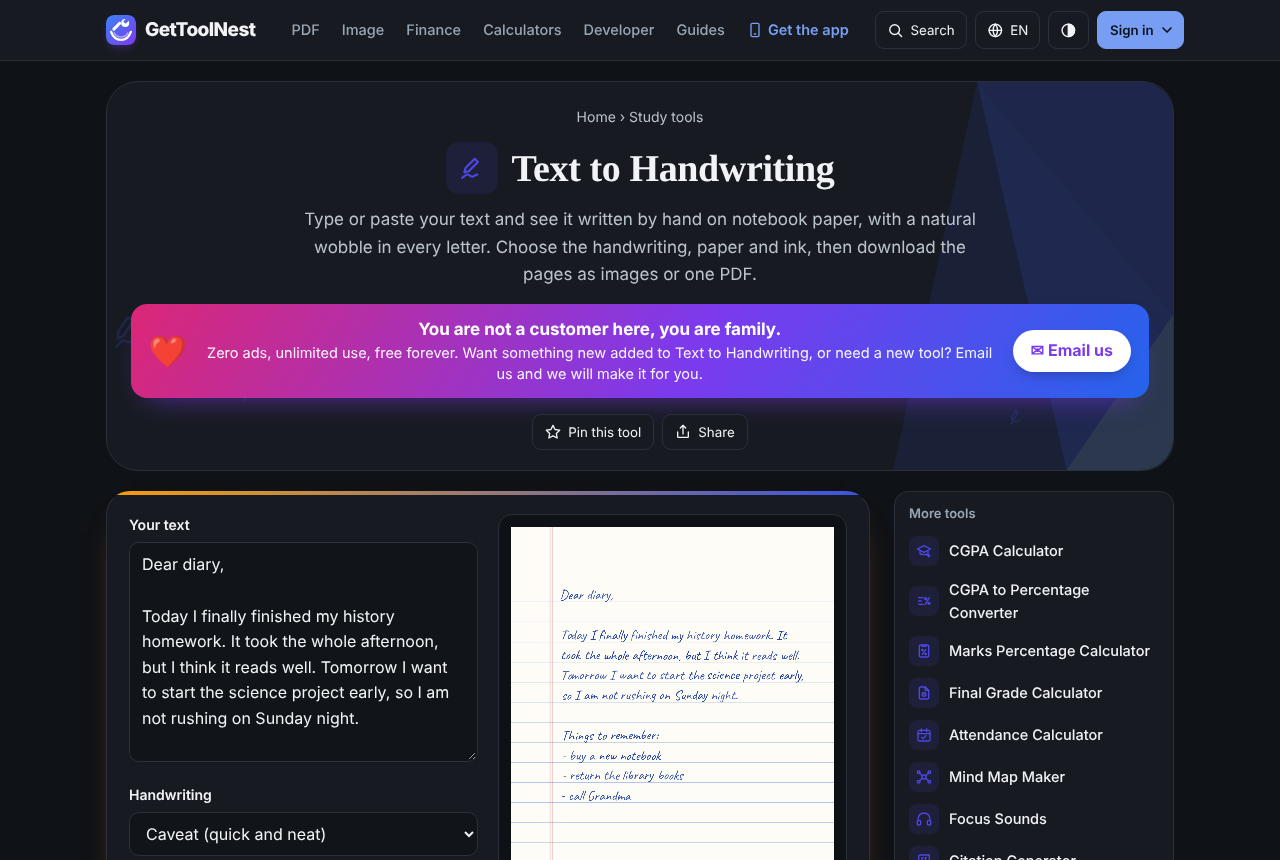 GetToolNest
PDF
Image
Finance
Calculators
Developer
Guides
Get the app
Search
EN
Sign in
Home › Study tools
Text to Handwriting
Type or paste your text and see it written by hand on notebook paper, with a natural
wobble in every letter. Choose the handwriting, paper and ink, then download the
pages as images or one PDF.
You are not a customer here, you are family.
Zero ads, unlimited use, free forever. Want something new added to Text to Handwriting, or need a new tool? Email
us and we will make it for you.
✉ Email us
Pin this tool
Share
Your text
Dear diary,
Today I finally finished my history
homework. It took the whole afternoon,
but I think it reads well. Tomorrow I want
to start the science project early, so I am
not rushing on Sunday night.
Handwriting
Caveat (quick and neat)
Dear diary,
Today I finally finished my history homework. It
took the whole afternoon, but I think it reads well.
Tomorrow I want to start the science project early,
so I am not rushing on Sunday night.
Things to remember:
- buy a new notebook
- return the library books
- call Grandma
More tools
CGPA Calculator
CGPA to Percentage
Converter
Marks Percentage Calculator
Final Grade Calculator
Attendance Calculator
Mind Map Maker
Focus Sounds
Citation Generator